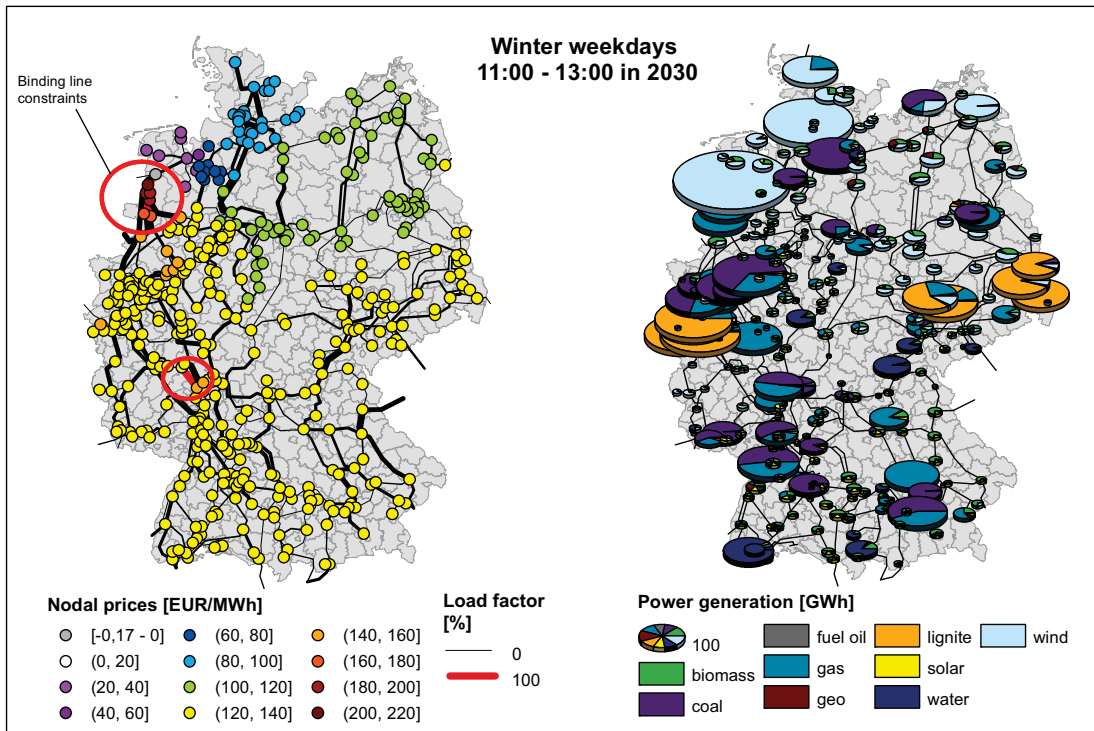 Winter weekdays
11:00 - 13:00 in 2030
Binding line
constraints
Nodal prices [EUR/MWh]
[-0,17 - 0]
(0, 20]
(20, 40]
(40, 60]
(60, 80]
(80, 100]
(100, 120]
(120, 140]
(140, 160]
(160, 180]
(180, 200]
(200, 220]
Load factor
[%]
0
100
Power generation [GWh]
100
biomass
coal
fuel oil
gas
geo
lignite
solar
water
wind